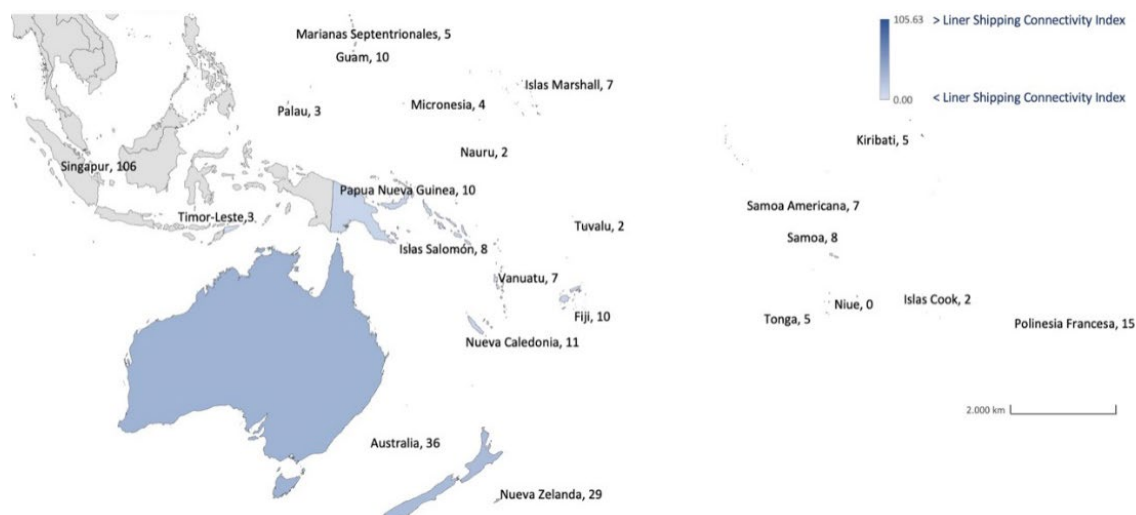 105.63 > Liner Shipping Connectivity Index
Marianas Septentrionales, 5
Guam, 10
Islas Marshall, 7
0.00 < Liner Shipping Connectivity Index
Palau, 3
Micronesia, 4
Kiribati, 5
Nauru, 2
Singapur, 106
Papua Nueva Guinea, 10
Samoa Americana, 7
Timor-Leste,3
Tuvalu, 2
Samoa, 8
Islas Salomón, 8
Vanuatu, 7
Niue, 0
Islas Cook, 2
Fiji, 10
Tonga, 5
Polinesia Francesa, 15
Nueva Caledonia, 11
2.000 km
Australia, 36
Nueva Zelanda, 29